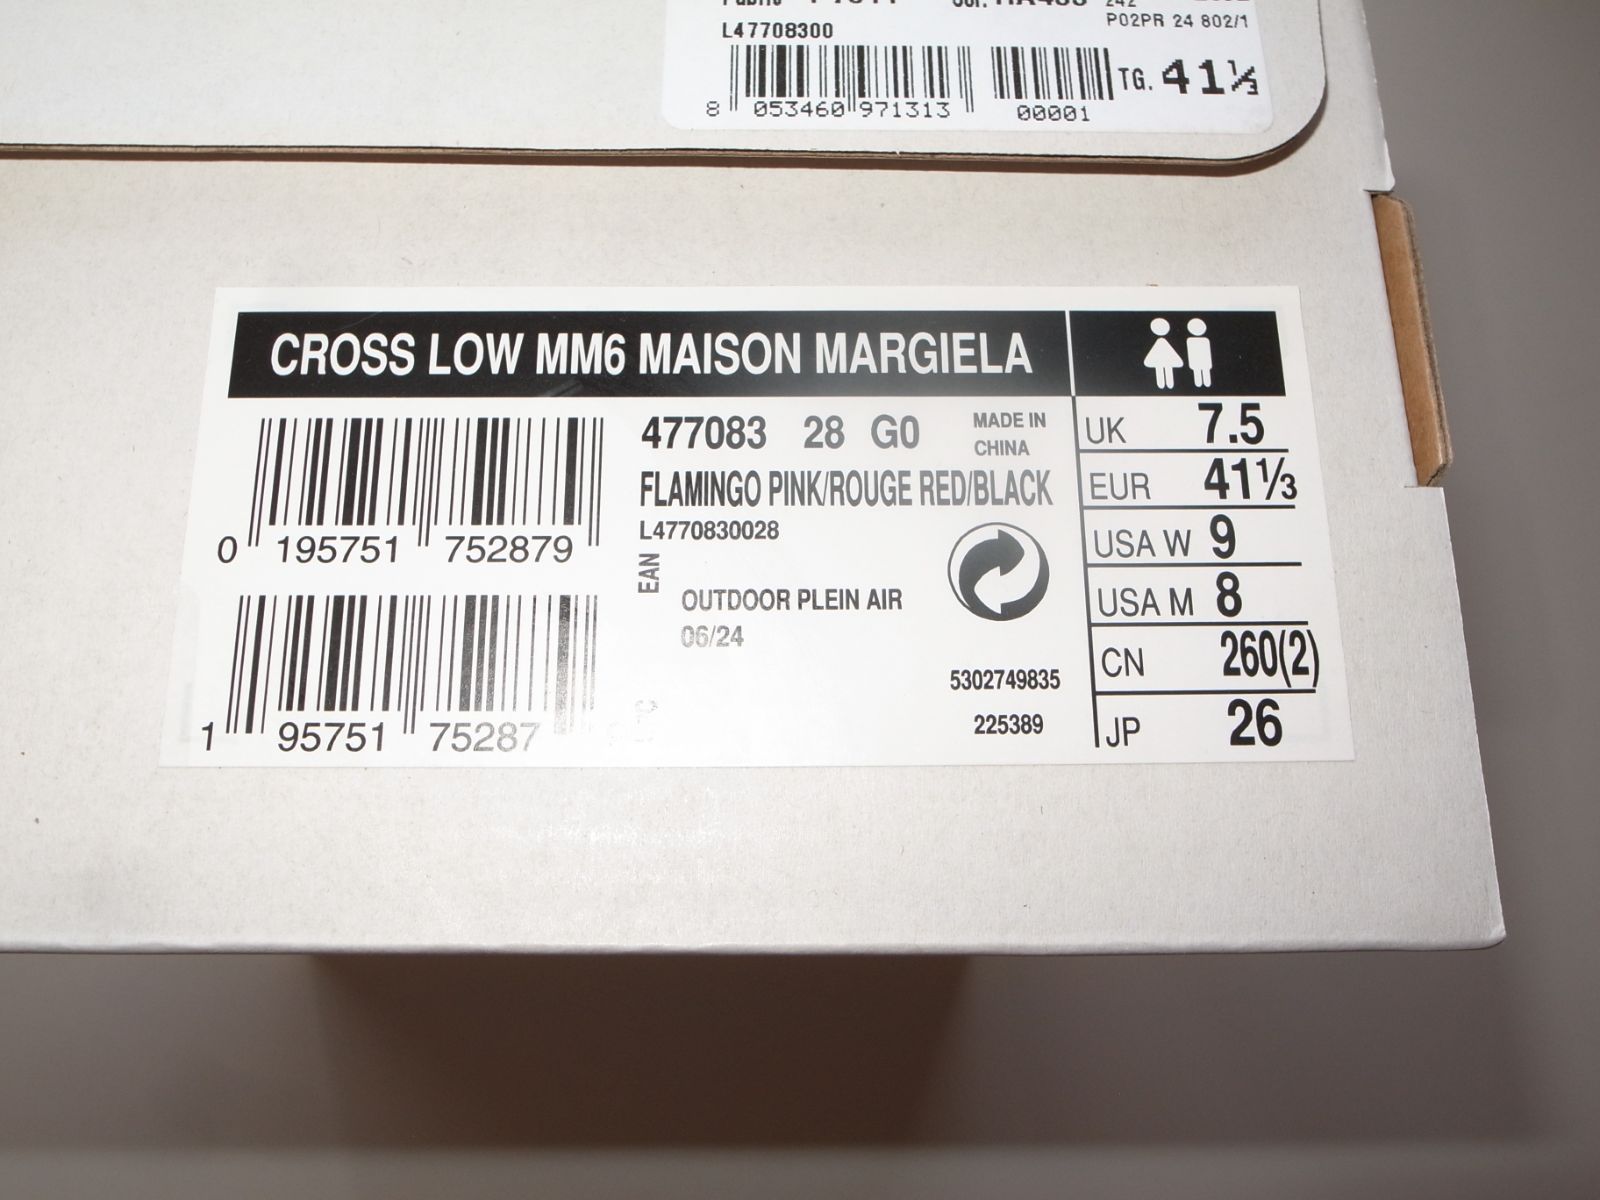 L47708300
P02PR 24 802/1
8 053460 971313
00001
TG. 41⅓
CROSS LOW MM6 MAISON MARGIELA
477083 28 G0
MADE IN
CHINA
FLAMINGO PINK/ROUGE RED/BLACK
L4770830028
0 195751 752879
EAN
OUTDOOR PLEIN AIR
06/24
5302749835
225389
1 95751 75287
UK 7.5
EUR 41⅓
USA W 9
USA M 8
CN 260(2)
JP 26